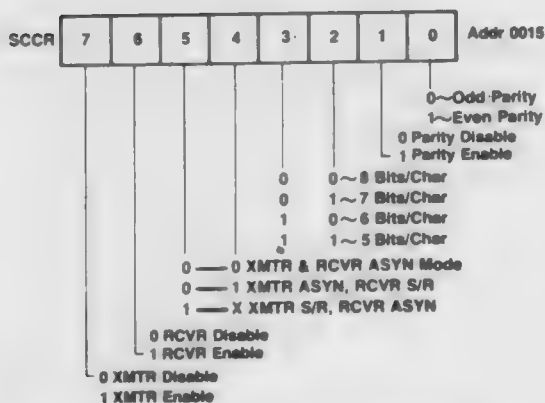 SCCR 7 6 5 4 3 2 1 0 Addr 0015
0~Odd Parity
1~Even Parity
0 Parity Disable
1 Parity Enable
0 0~8 Bits/Char
0 1~7 Bits/Char
1 0~6 Bits/Char
1 1~5 Bits/Char
0 — 0 XMTR & RCVR ASYN Mode
0 — 1 XMTR ASYN, RCVR S/R
1 — X XMTR S/R, RCVR ASYN
0 RCVR Disable
1 RCVR Enable
0 XMTR Disable
1 XMTR Enable